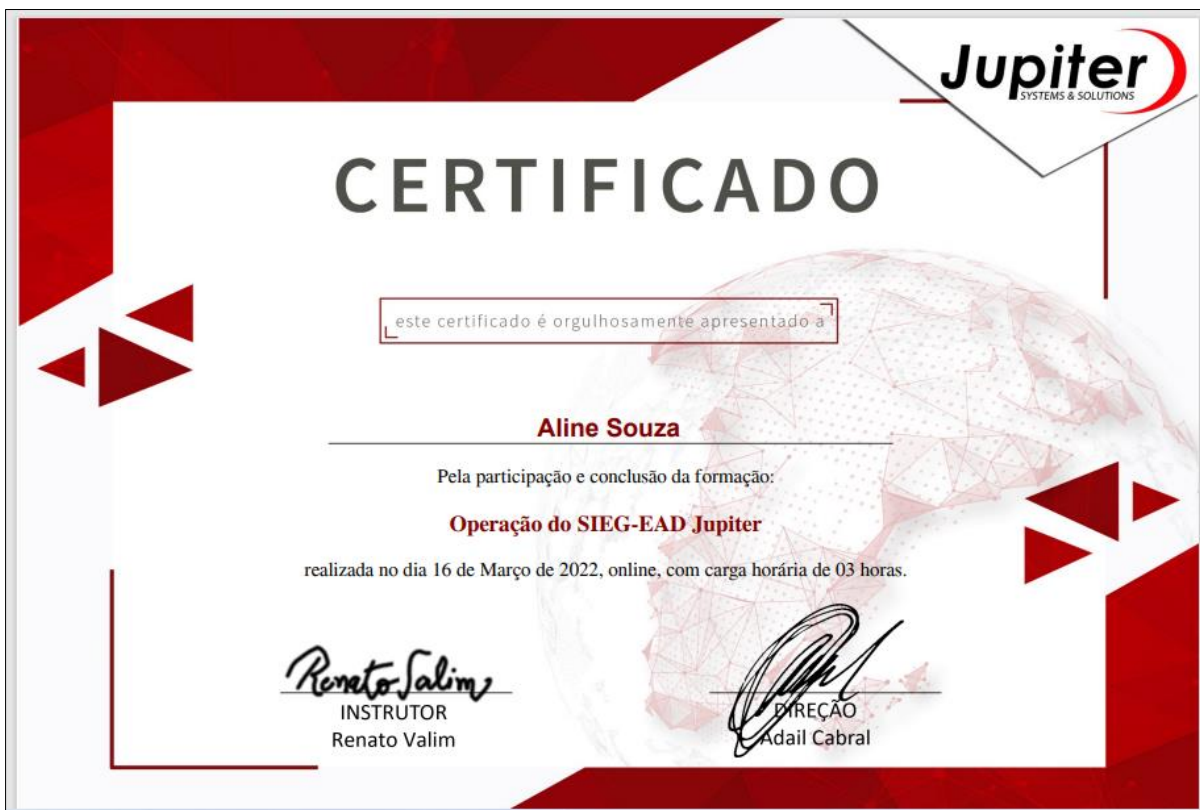 Jupiter
SYSTEMS & SOLUTIONS
CERTIFICADO
este certificado é orgulhosamente apresentado a
Aline Souza
Pela participação e conclusão da formação:
Operação do SIEG-EAD Jupiter
realizada no dia 16 de Março de 2022, online, com carga horária de 03 horas.
Renato Salim
INSTRUTOR
Renato Valim
DIREÇÃO
Adail Cabral